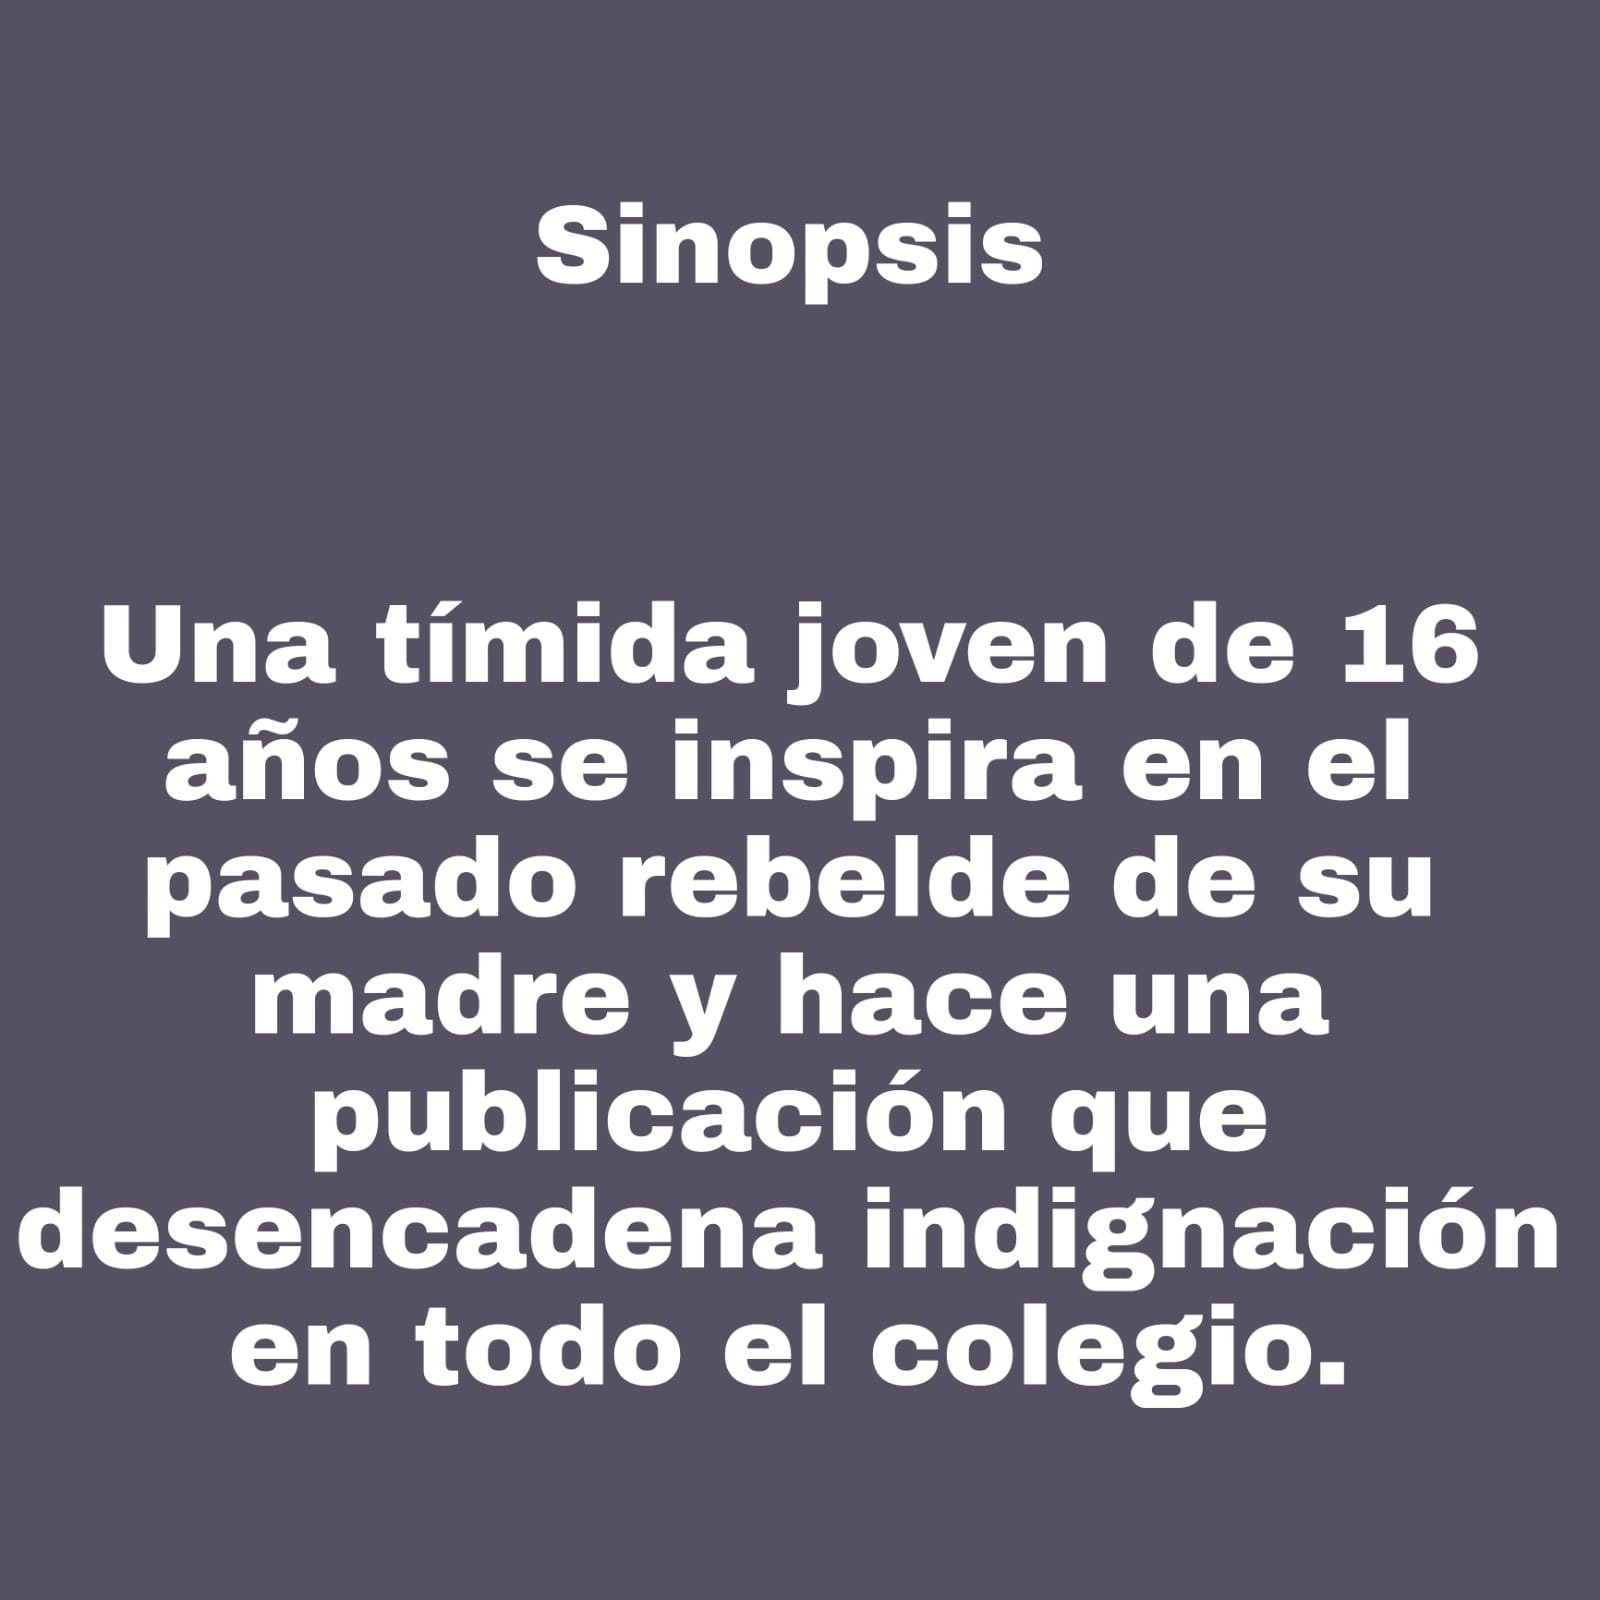 Sinopsis
Una tímida joven de 16
años se inspira en el
pasado rebelde de su
madre y hace una
publicación que
desencadena indignación
en todo el colegio.